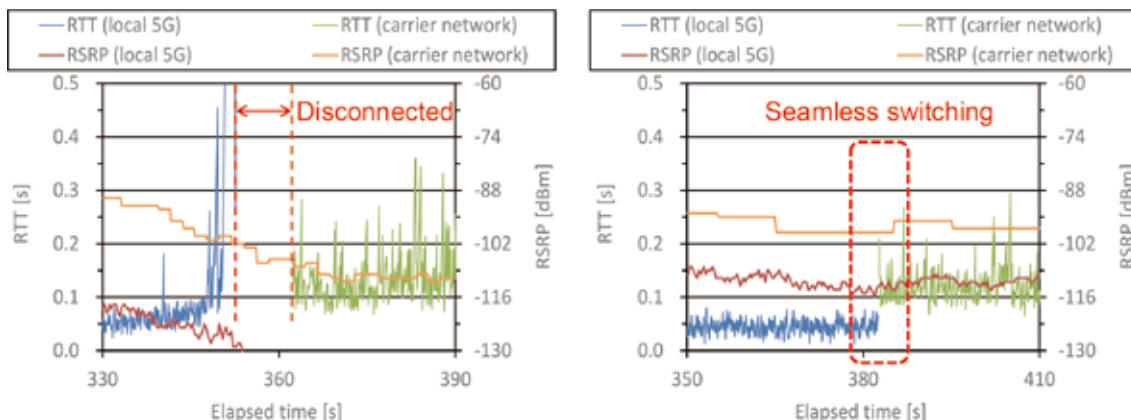 RTT (local 5G) RTT (carrier network)
RSRP (local 5G) RSRP (carrier network)
0.5
0.4
0.3
0.2
0.1
0.0
RTT [s]
Disconnected
-60
-74
-88
-102
-116
-130
RSRP [dBm]
330 360 390
Elapsed time [s]
RTT (local 5G) RTT (carrier network)
RSRP (local 5G) RSRP (carrier network)
0.5
0.4
0.3
0.2
0.1
0.0
RTT [s]
Seamless switching
-60
-74
-88
-102
-116
-130
RSRP [dBm]
350 380 410
Elapsed time [s]